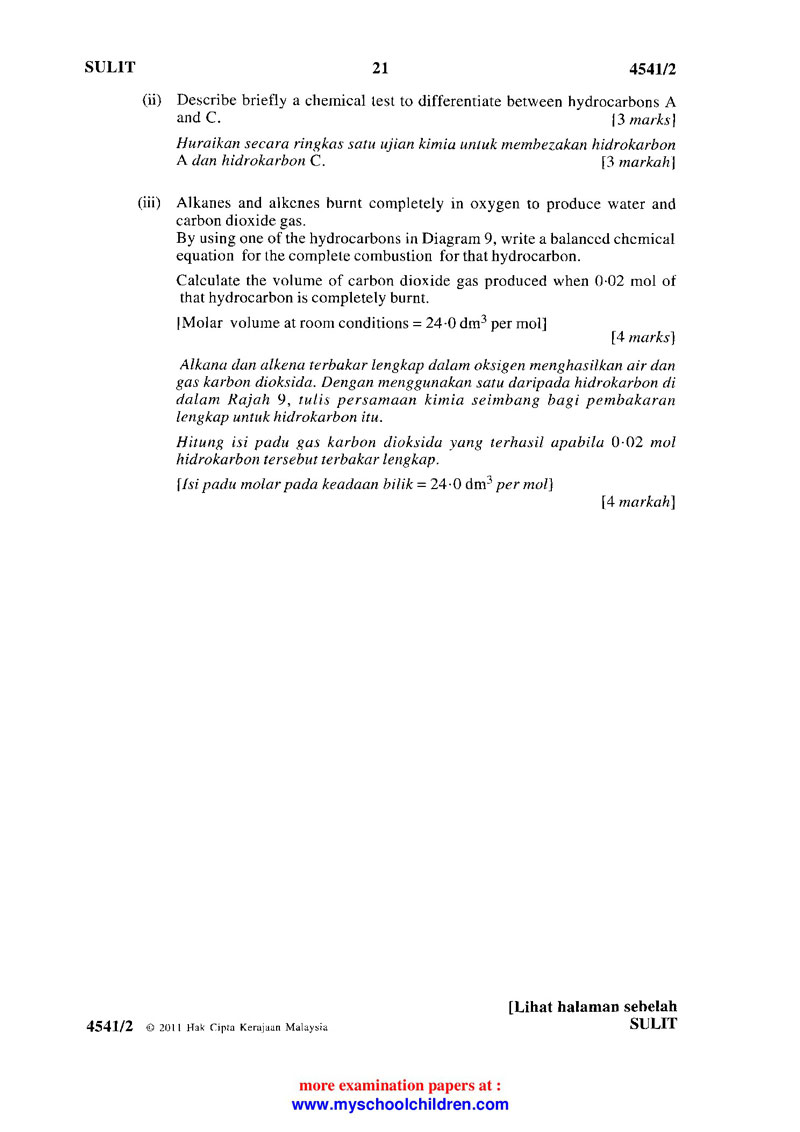 SULIT 21 4541/2
(ii) Describe briefly a chemical test to differentiate between hydrocarbons A
and C. [3 marks]
Huraikan secara ringkas satu ujian kimia untuk membezakan hidrokarbon
A dan hidrokarbon C. [3 markah]
(iii) Alkanes and alkenes burnt completely in oxygen to produce water and
carbon dioxide gas.
By using one of the hydrocarbons in Diagram 9, write a balanced chemical
equation for the complete combustion for that hydrocarbon.
Calculate the volume of carbon dioxide gas produced when 0·02 mol of
that hydrocarbon is completely burnt.
[Molar volume at room conditions = 24·0 dm³ per mol]
[4 marks]
Alkana dan alkena terbakar lengkap dalam oksigen menghasilkan air dan
gas karbon dioksida. Dengan menggunakan satu daripada hidrokarbon di
dalam Rajah 9, tulis persamaan kimia seimbang bagi pembakaran
lengkap untuk hidrokarbon itu.
Hitung isi padu gas karbon dioksida yang terhasil apabila 0·02 mol
hidrokarbon tersebut terbakar lengkap.
[Isi padu molar pada keadaan bilik = 24·0 dm³ per mol]
[4 markah]
[Lihat halaman sebelah
4541/2 © 2011 Hak Cipta Kerajaan Malaysia SULIT
more examination papers at :
www.myschoolchildren.com